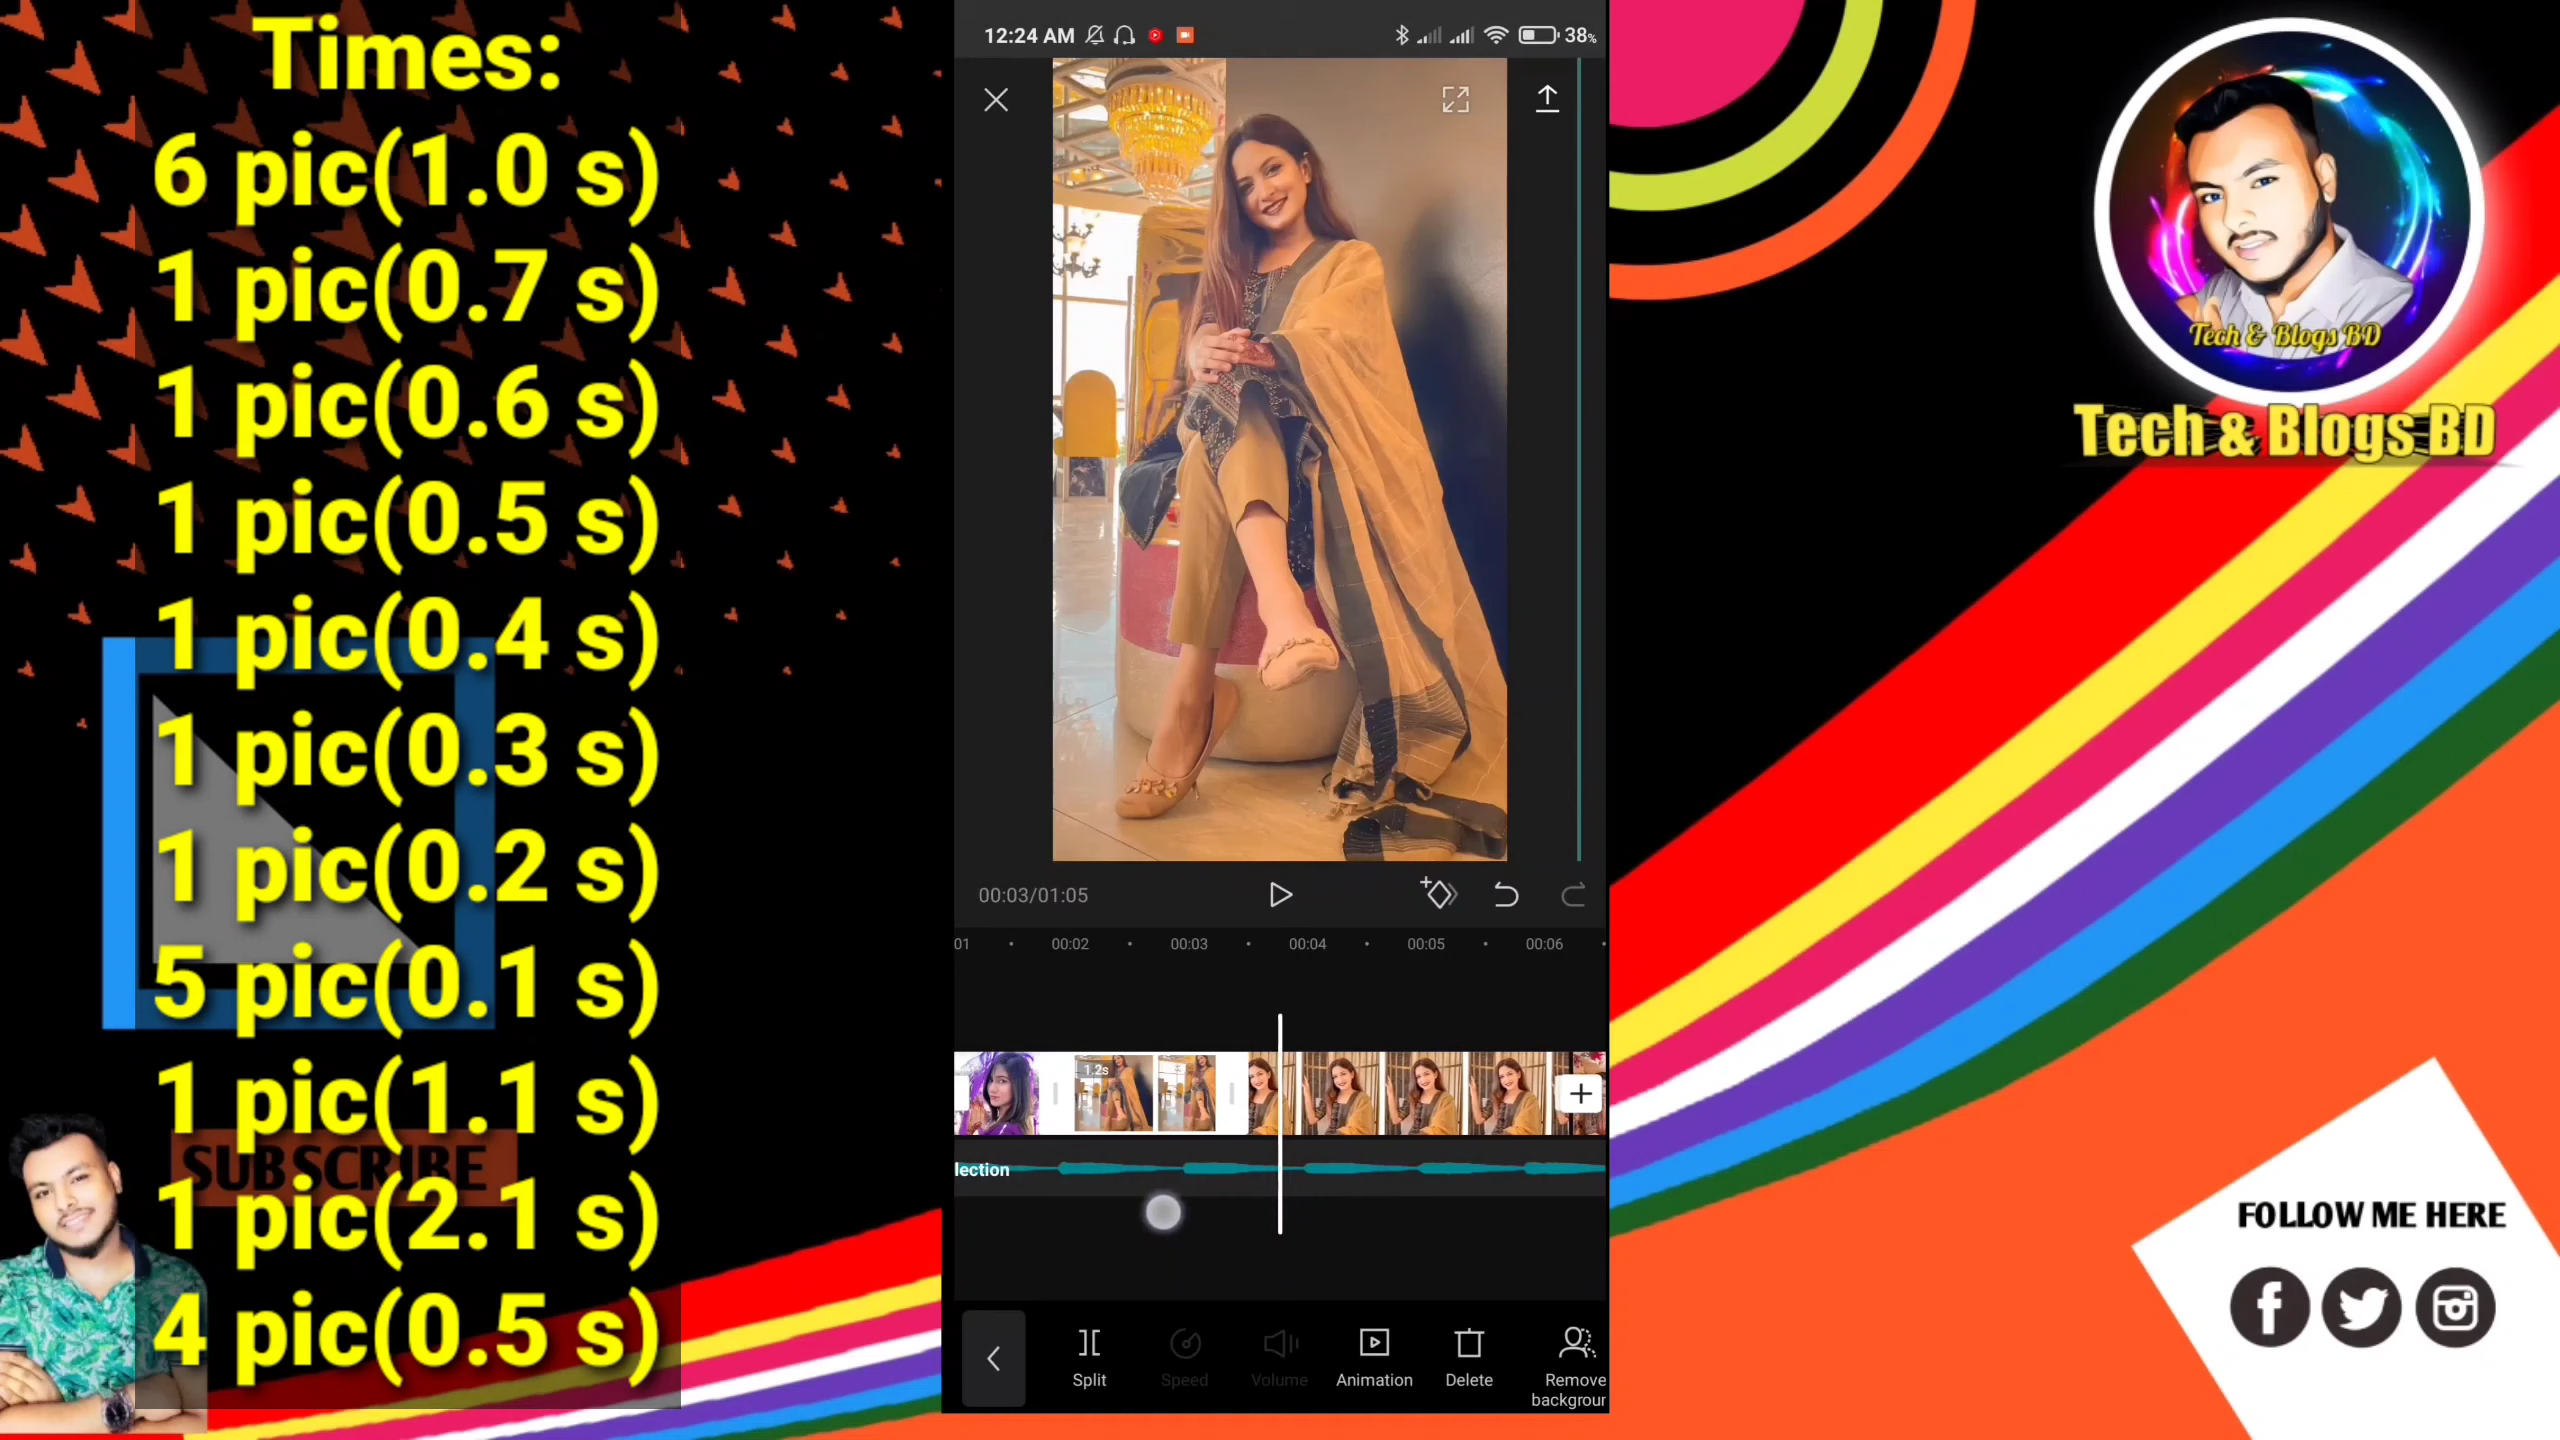 Times:
6 pic(1.0 s)
1 pic(0.7 s)
1 pic(0.6 s)
1 pic(0.5 s)
1 pic(0.4 s)
1 pic(0.3 s)
1 pic(0.2 s)
5 pic(0.1 s)
1 pic(1.1 s)
1 pic(2.1 s)
4 pic(0.5 s)
SUBSCRIBE
12:24 AM
38%
00:03/01:05
01 00:02 00:03 00:04 00:05 00:06
1.2s
lection
Split Speed Volume Animation Delete Remove
backgrour
Tech & Blogs BD
Tech & Blogs BD
FOLLOW ME HERE